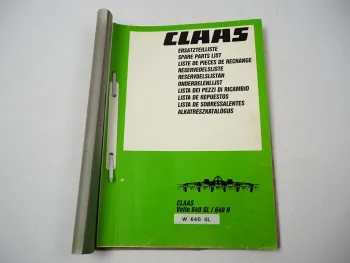 CLAAS
ERSATZTEILLISTE
SPARE PARTS LIST
LISTE DE PIECES DE RECHANGE
RESERVEDELSLISTE
RESERVDELSLISTAN
ONDERDELENLIJST
LISTA DEI PEZZI DI RICAMBIO
LISTA DE REPUESTOS
LISTA DE SOBRESSALENTES
ALKATRÉSZKATALÓGUS
CLAAS
Volto 640 SL / 640 H
W 640 SL